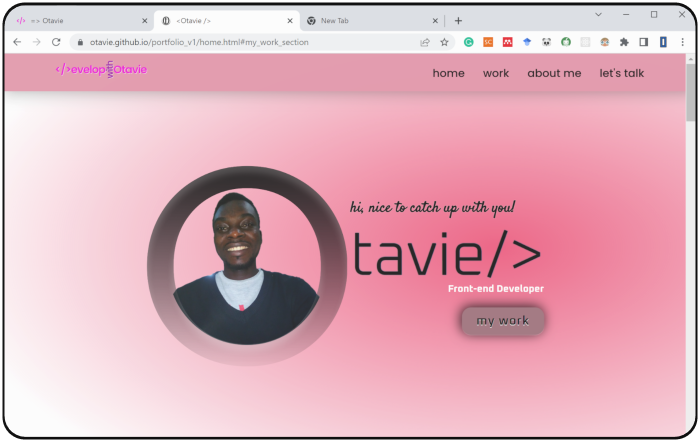 => Otavie
<Otavie />
New Tab
otavie.github.io/portfolio_v1/home.html#my_work_section
</>evelop with Otavie
home
work
about me
let's talk
hi, nice to catch up with you!
tavie/>
Front-end Developer
my work